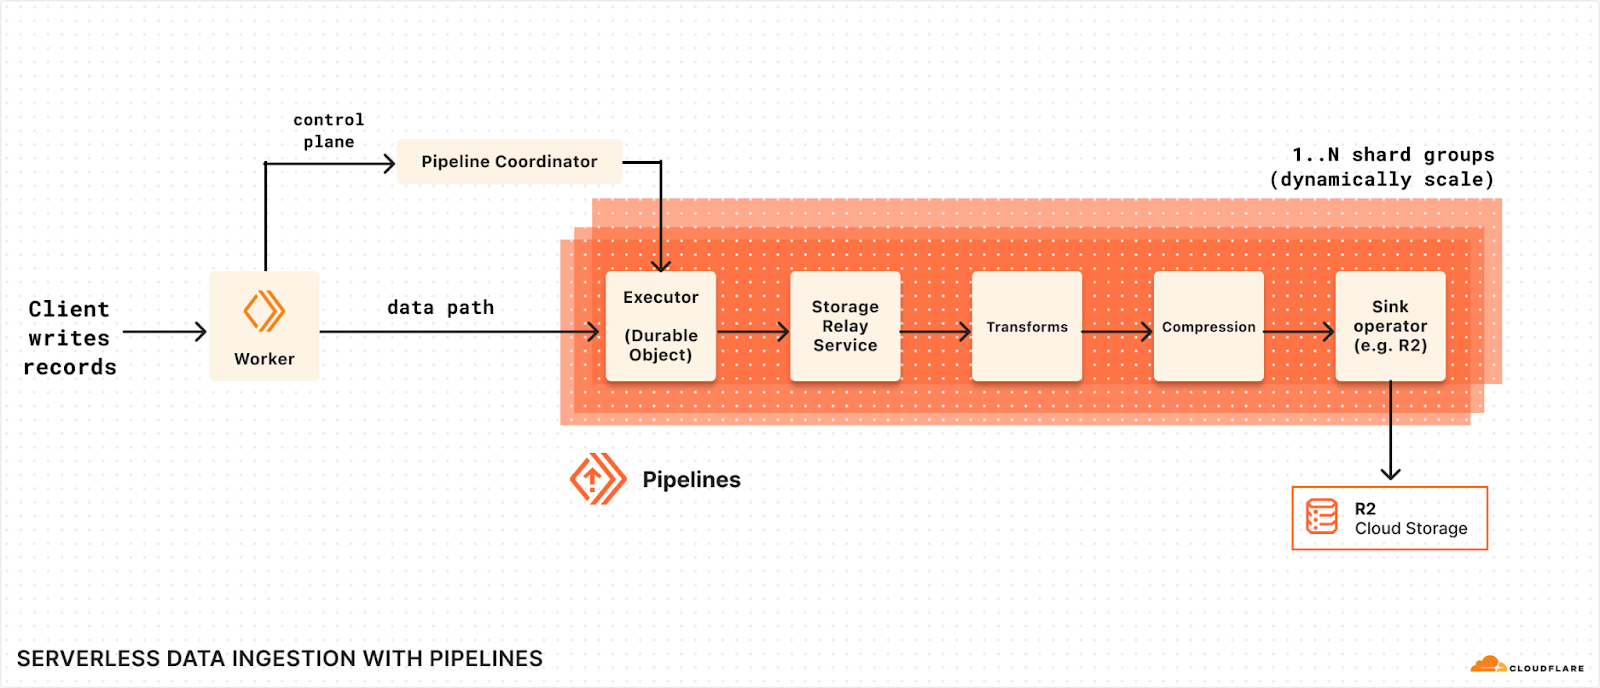 control
plane
Pipeline Coordinator
1..N shard groups
(dynamically scale)
Client
writes
records
Worker
data path
Executor
(Durable
Object)
Storage
Relay
Service
Transforms
Compression
Sink
operator
(e.g. R2)
Pipelines
R2
Cloud Storage
SERVERLESS DATA INGESTION WITH PIPELINES
CLOUDFLARE